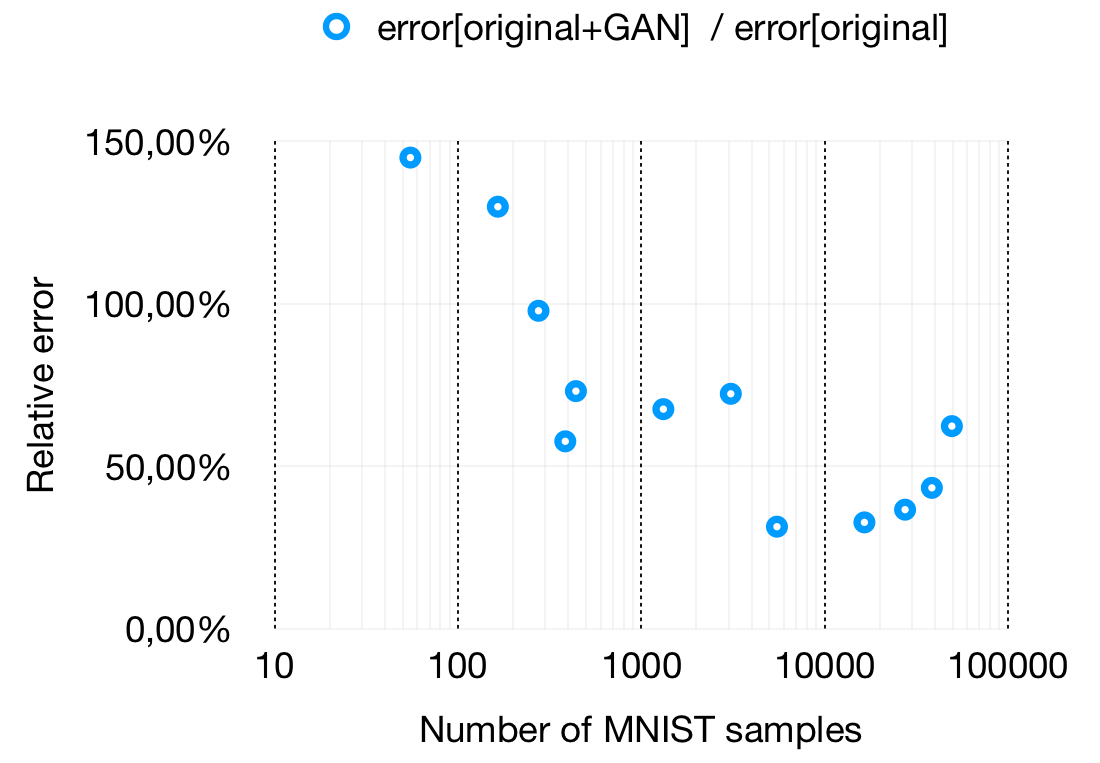 error[original+GAN] / error[original]
150,00%
100,00%
50,00%
0,00%
Relative error
10 100 1000 10000 100000
Number of MNIST samples